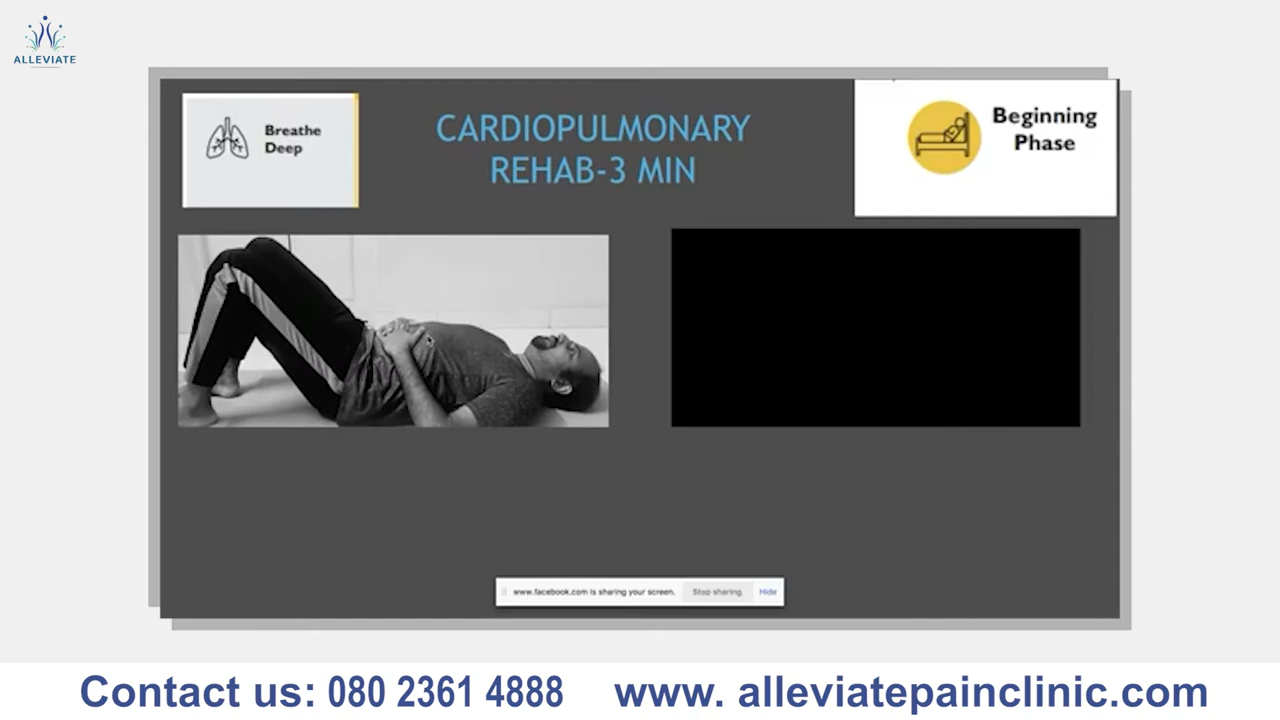 ALLEVIATE
Breathe
Deep
CARDIOPULMONARY
REHAB-3 MIN
Beginning
Phase
www.facebook.com is sharing your screen.
Stop sharing.
Hide
Contact us: 080 2361 4888
www. alleviatepainclinic.com